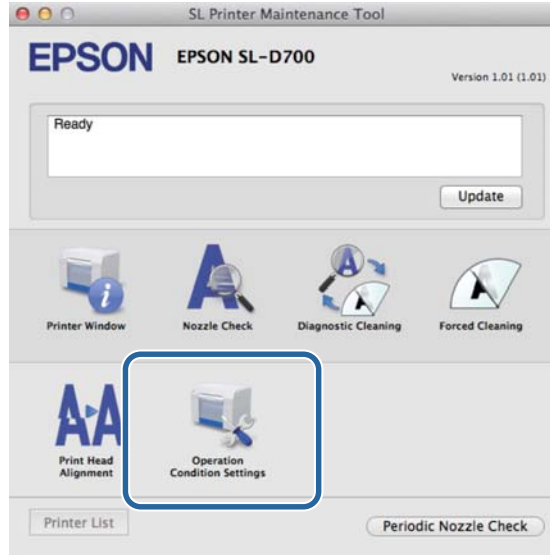 SL Printer Maintenance Tool
EPSON EPSON SL-D700
Version 1.01 (1.01)
Ready
Update
Printer Window
Nozzle Check
Diagnostic Cleaning
Forced Cleaning
Print Head
Alignment
Operation
Condition Settings
Printer List
Periodic Nozzle Check